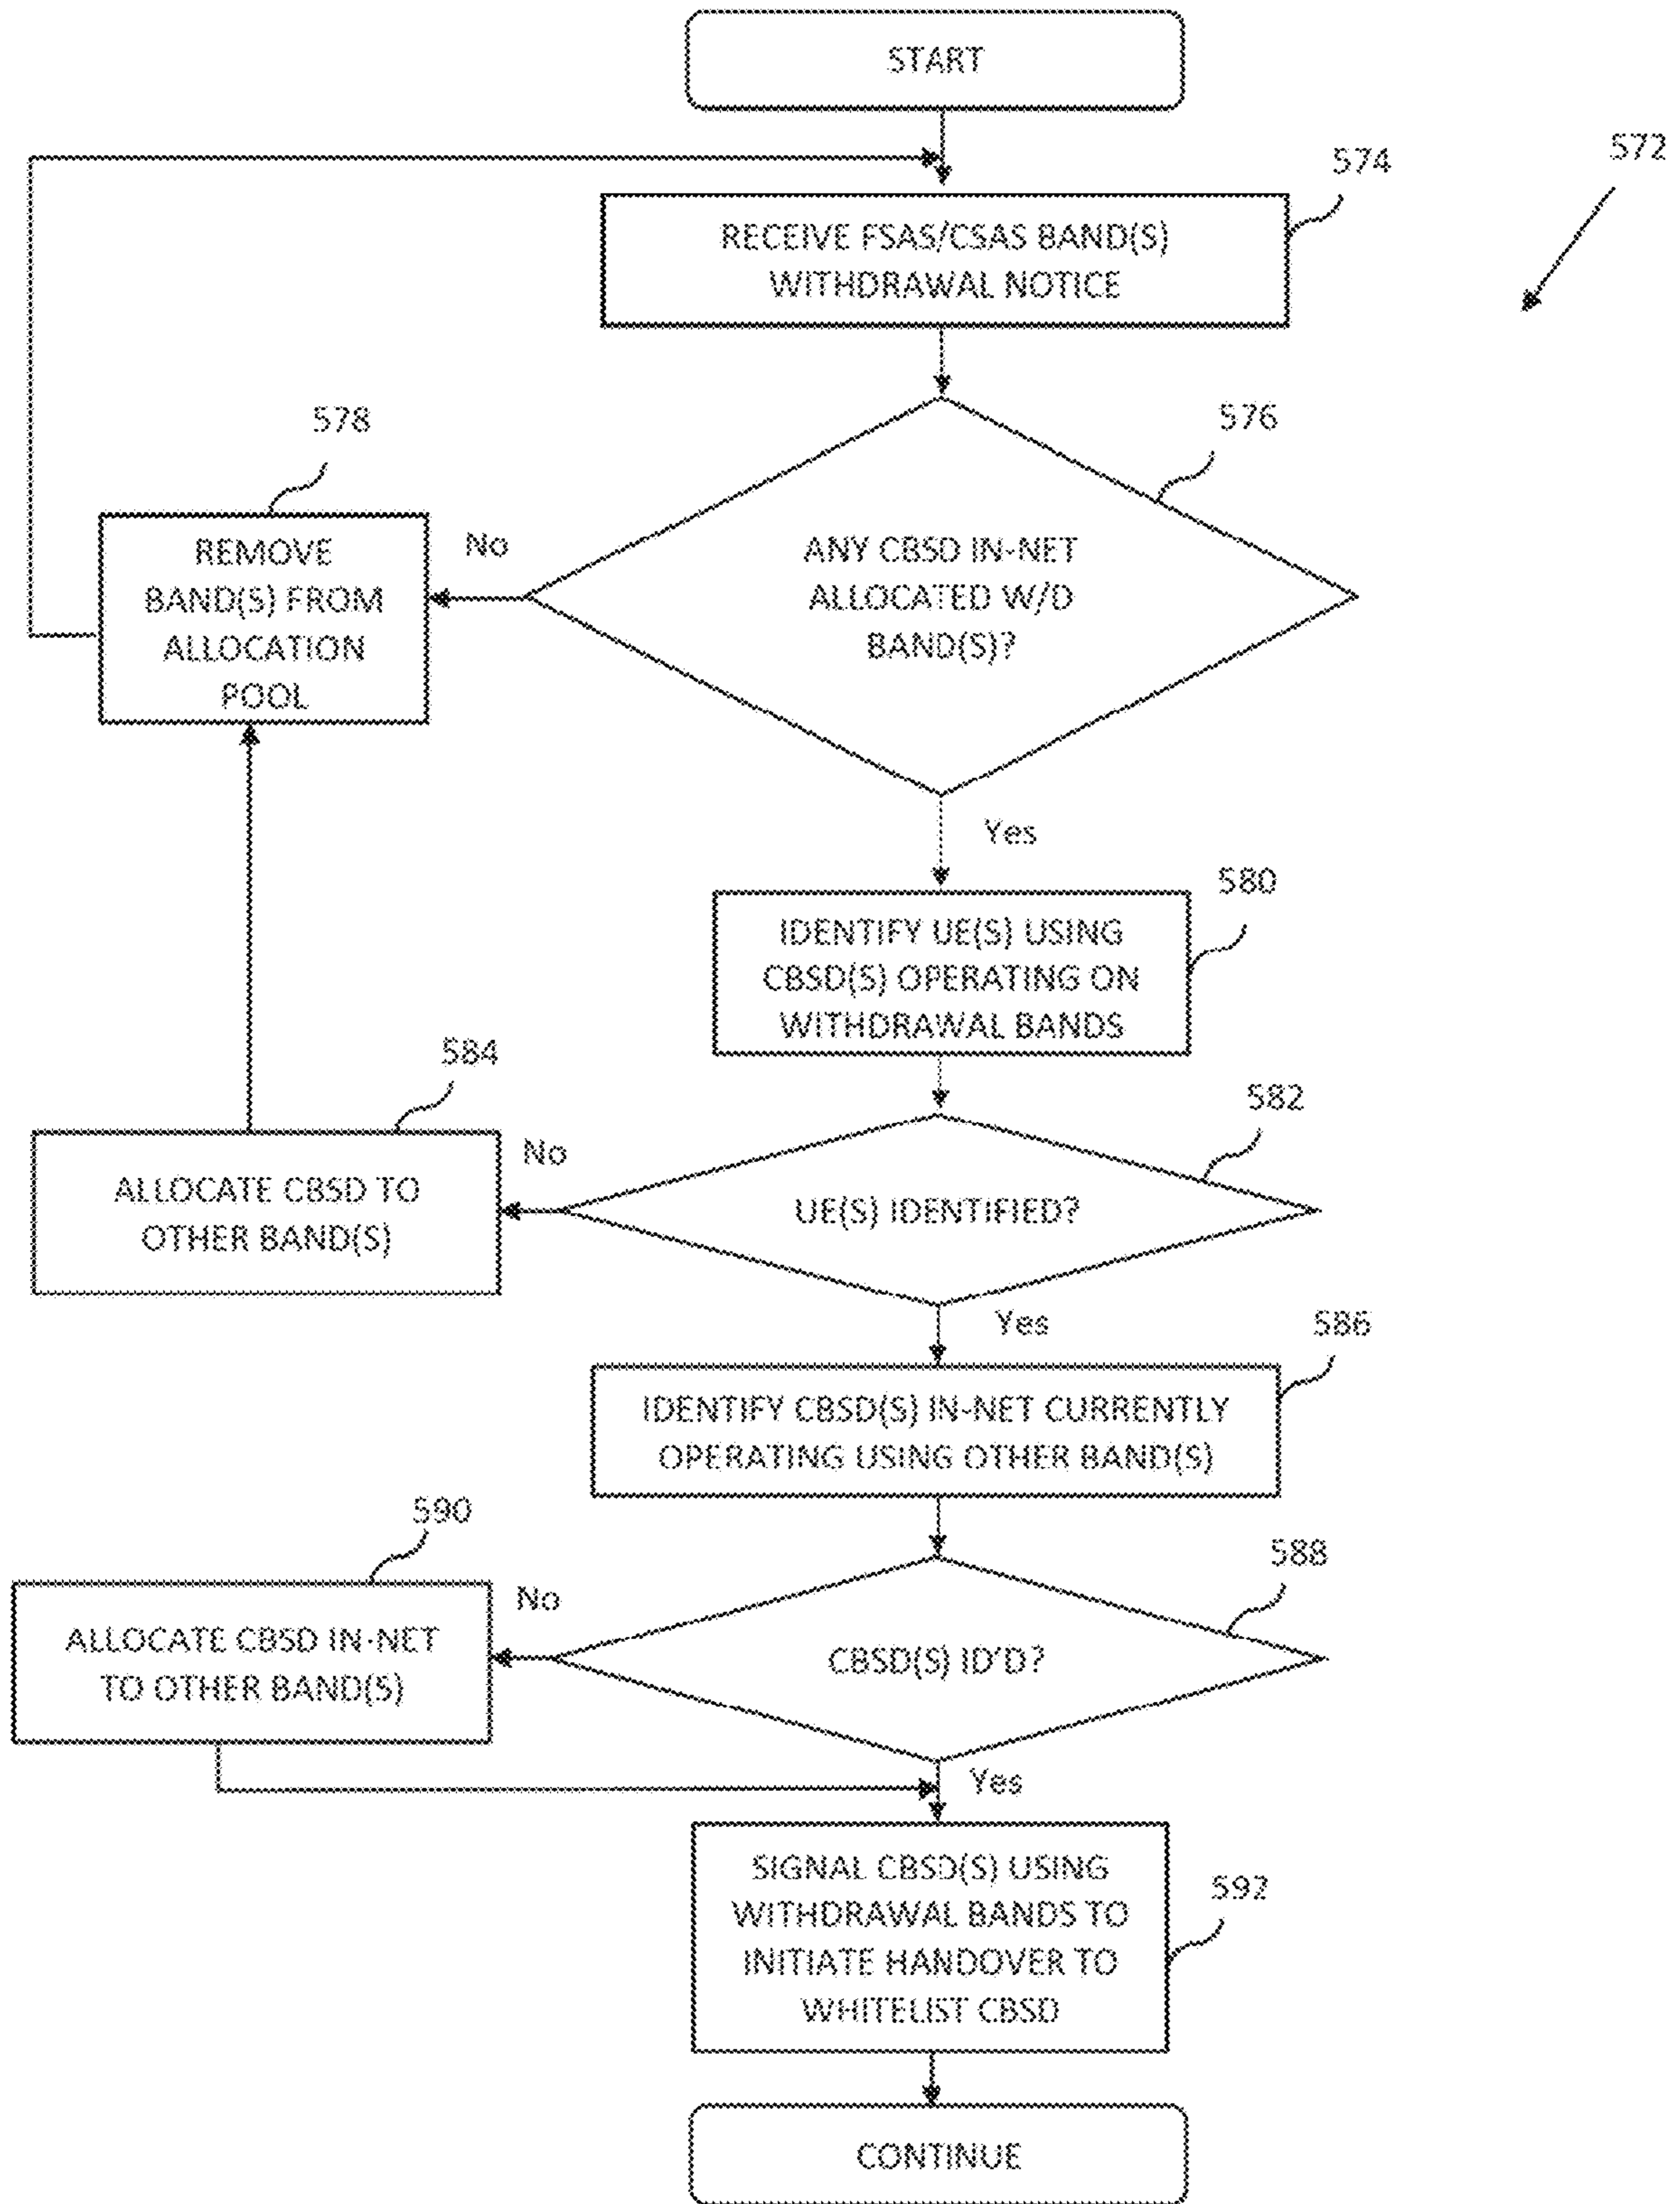 START
572
574
RECEIVE FSAS/CSAS BAND(S)
WITHDRAWAL NOTICE
576
578
ANY CBSD IN-NET
ALLOCATED W/D
BAND(S)?
No
REMOVE
BAND(S) FROM
ALLOCATION
POOL
Yes
580
IDENTIFY UE(S) USING
CBSD(S) OPERATING ON
WITHDRAWAL BANDS
582
584
UE(S) IDENTIFIED?
No
ALLOCATE CBSD TO
OTHER BAND(S)
Yes
586
IDENTIFY CBSD(S) IN-NET CURRENTLY
OPERATING USING OTHER BAND(S)
588
590
CBSD(S) ID'D?
No
ALLOCATE CBSD IN-NET
TO OTHER BAND(S)
Yes
592
SIGNAL CBSD(S) USING
WITHDRAWAL BANDS TO
INITIATE HANDOVER TO
WHITELIST CBSD
CONTINUE